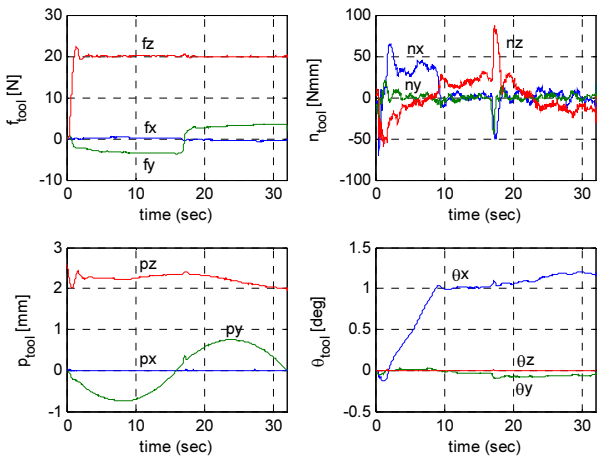 30
20
10
0
-10
f_tool [N]
fz
fx
fy
0 10 20 30
time (sec)
100
50
0
-50
-100
n_tool [Nmm]
nx
nz
ny
0 10 20 30
time (sec)
3
2
1
0
-1
p_tool [mm]
pz
py
px
0 10 20 30
time (sec)
1.5
1
0.5
0
-0.5
θ_tool [deg]
θx
θz
θy
0 10 20 30
time (sec)